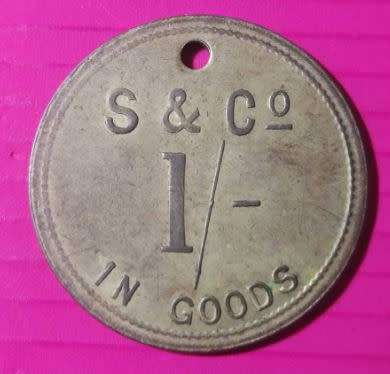 S & Co
1/-
IN GOODS